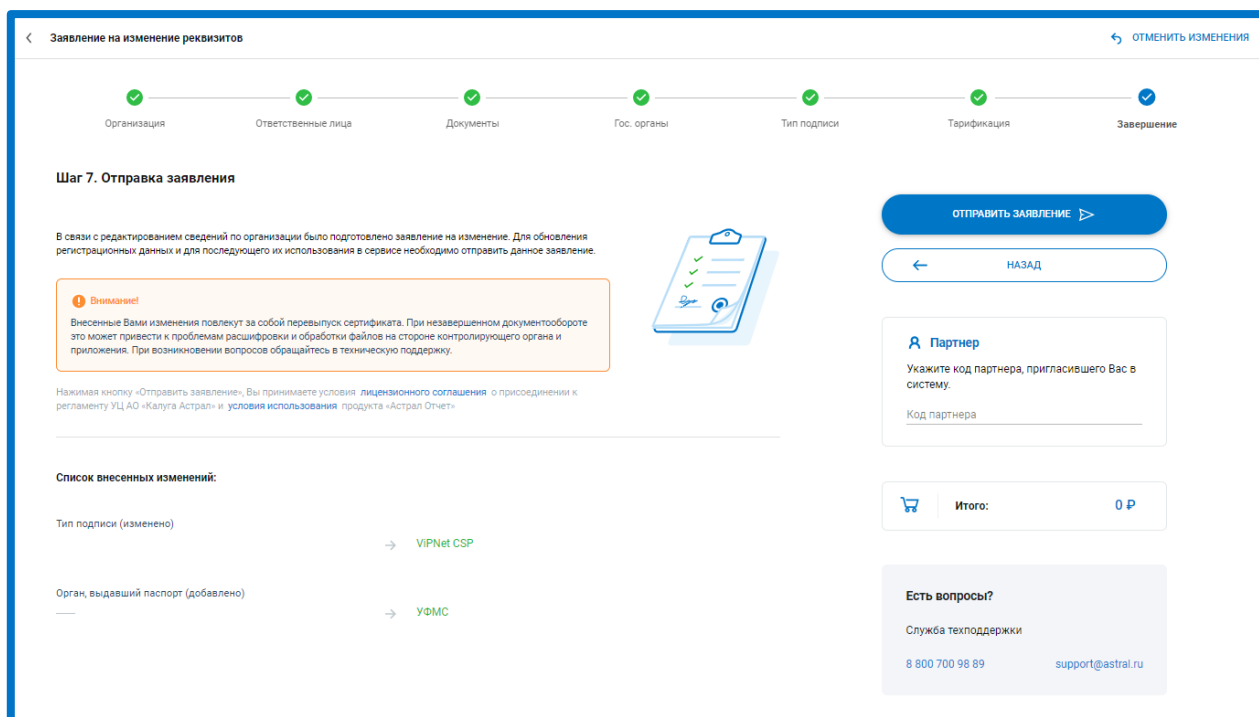 Заявление на изменение реквизитов
ОТМЕНИТЬ ИЗМЕНЕНИЯ
Организация
Ответственные лица
Документы
Гос. органы
Тип подписи
Тарификация
Завершение
Шаг 7. Отправка заявления
В связи с редактированием сведений по организации было подготовлено заявление на изменение. Для обновления
регистрационных данных и для последующего их использования в сервисе необходимо отправить данное заявление.
Внимание!
Внесенные Вами изменения повлекут за собой перевыпуск сертификата. При незавершенном документообороте
это может привести к проблемам расшифровки и обработки файлов на стороне контролирующего органа и
приложения. При возникновении вопросов обращайтесь в техническую поддержку.
Нажимая кнопку «Отправить заявление», Вы принимаете условия лицензионного соглашения о присоединении к
регламенту УЦ АО «Калуга Астрал» и условия использования продукта «Астрал Отчет»
Список внесенных изменений:
Тип подписи (изменено)
ViPNet CSP
Орган, выдавший паспорт (добавлено)
УФМС
ОТПРАВИТЬ ЗАЯВЛЕНИЕ
НАЗАД
Партнер
Укажите код партнера, пригласившего Вас в
систему.
Код партнера
Итого: 0 ₽
Есть вопросы?
Служба техподдержки
8 800 700 98 89 support@astral.ru